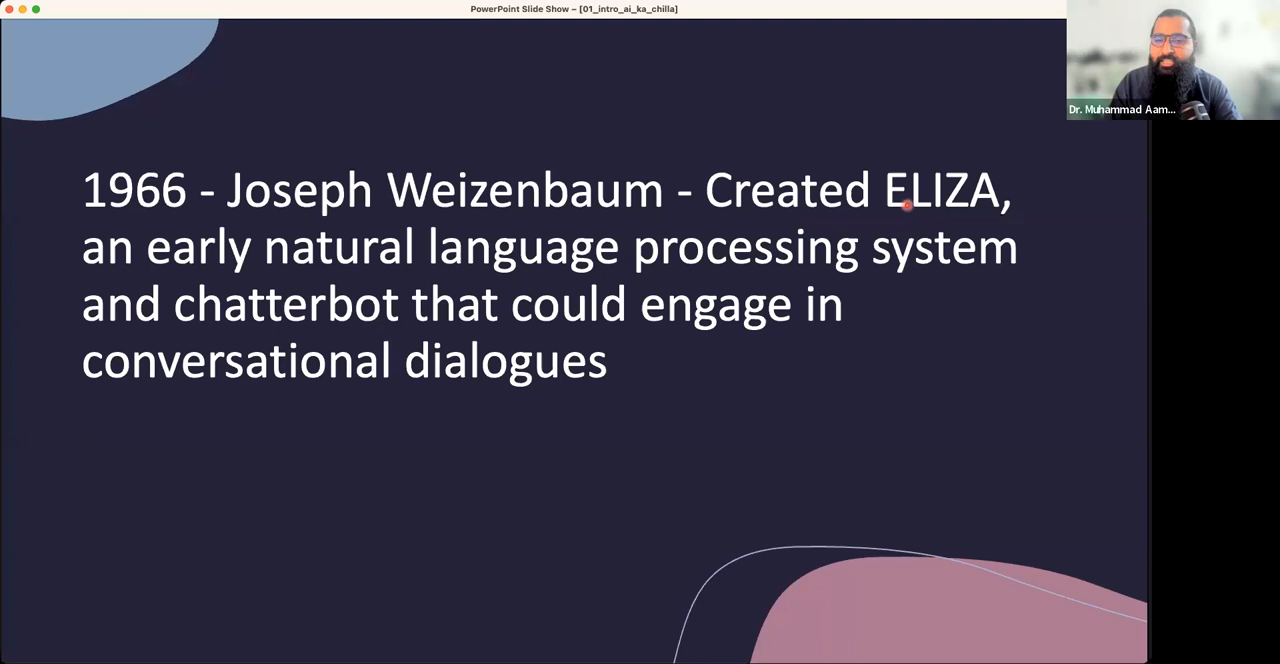 PowerPoint Slide Show – [01_intro_ai_ka_chilla]
Dr. Muhammad Aam...
1966 - Joseph Weizenbaum - Created ELIZA,
an early natural language processing system
and chatterbot that could engage in
conversational dialogues